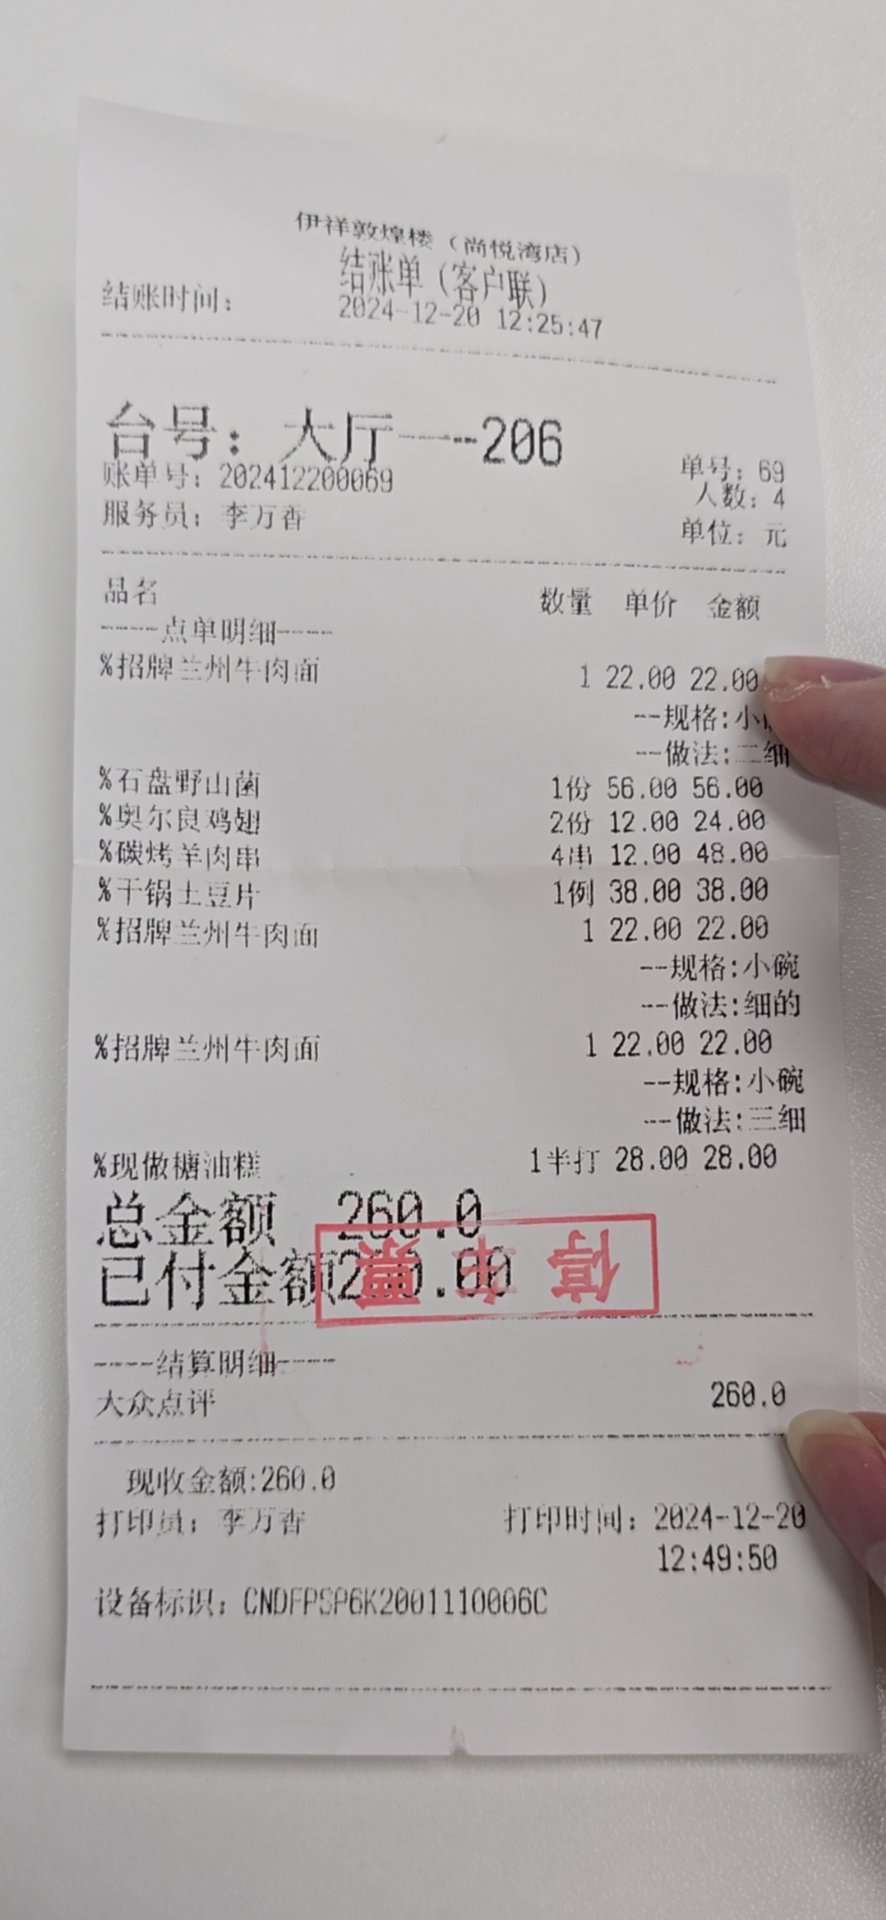 伊祥敦煌楼（尚悦湾店）
结账单（客户联）
结账时间： 2024-12-20 12:25:47
台号：大厅---206
账单号：202412200069 单号：69
人数：4
服务员：李万香 单位：元
品名 数量 单价 金额
----点单明细----
%招牌兰州牛肉面 1 22.00 22.00
--规格:小
--做法:二细
%石盘野山菌 1份 56.00 56.00
%奥尔良鸡翅 2份 12.00 24.00
%碳烤羊肉串 4串 12.00 48.00
%干锅土豆片 1例 38.00 38.00
%招牌兰州牛肉面 1 22.00 22.00
--规格:小碗
--做法:细的
%招牌兰州牛肉面 1 22.00 22.00
--规格:小碗
--做法:三细
%现做糖油糕 1半打 28.00 28.00
总金额 260.0
已付金额260.00
停车票
----结算明细----
大众点评 260.0
现收金额:260.0
打印员：李万香 打印时间：2024-12-20
12:49:50
设备标识：CNDFPSP6K2001110006C